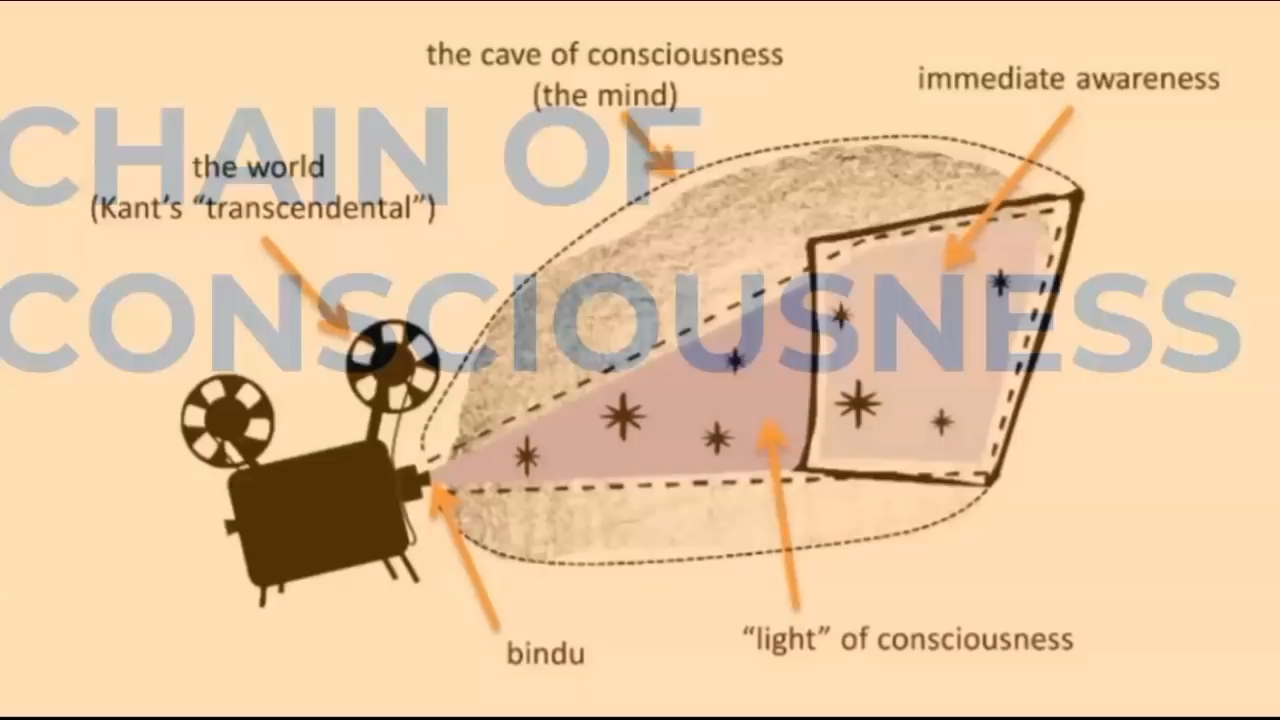 the cave of consciousness
(the mind)
immediate awareness
CHAIN OF
the world
(Kant's “transcendental”)
CONSCIOUSNESS
“light” of consciousness
bindu